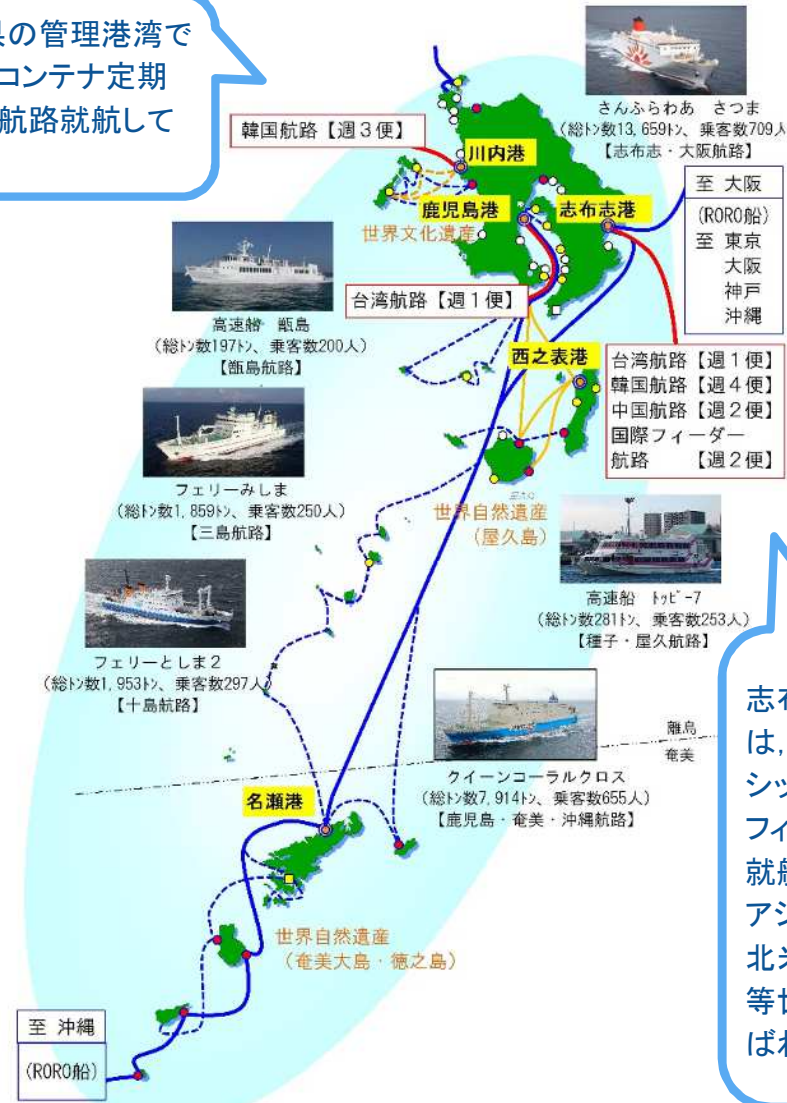 県の管理港湾で
コンテナ定期
航路就航して
韓国航路【週3便】
川内港
鹿児島港
世界文化遺産
志布志港
さんふらわあ さつま
(総トン数13,659トン、乗客数709人
【志布志・大阪航路】
至 大阪
(RORO船)
至 東京
大阪
神戸
沖縄
台湾航路【週1便】
高速船 甑島
(総トン数197トン、乗客数200人)
【甑島航路】
西之表港
台湾航路【週1便】
韓国航路【週4便】
中国航路【週2便】
国際フィーダー
航路 【週2便】
フェリーみしま
(総トン数1,859トン、乗客数250人)
【三島航路】
世界自然遺産
(屋久島)
高速船 トッピー7
(総トン数281トン、乗客数253人)
【種子・屋久航路】
フェリーとしま2
(総トン数1,953トン、乗客数297人)
【十島航路】
クイーンコーラルクロス
(総トン数7,914トン、乗客数655人)
【鹿児島・奄美・沖縄航路】
離島
奄美
名瀬港
世界自然遺産
(奄美大島・徳之島)
至 沖縄
(RORO船)
志布
は,
シッ
フィ
就航
アジ
北米
等世
ばれ